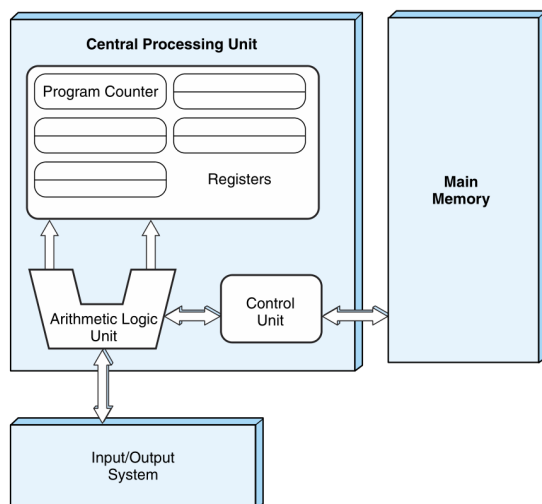 Central Processing Unit
Program Counter
Registers
Main
Memory
Arithmetic Logic
Unit
Control
Unit
Input/Output
System